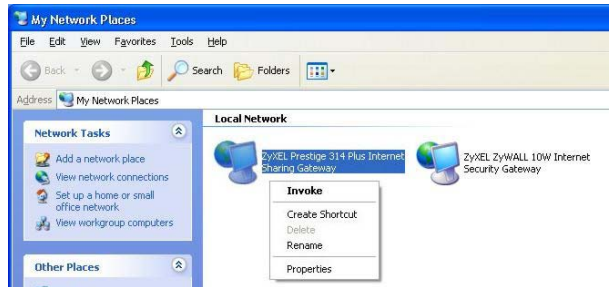 My Network Places
File Edit View Favorites Tools Help
Back Search Folders
Address My Network Places
Network Tasks
Add a network place
View network connections
Set up a home or small
office network
View workgroup computers
Other Places
Local Network
ZyXEL Prestige 314 Plus Internet
Sharing Gateway
ZyXEL ZyWALL 10W Internet
Security Gateway
Invoke
Create Shortcut
Delete
Rename
Properties